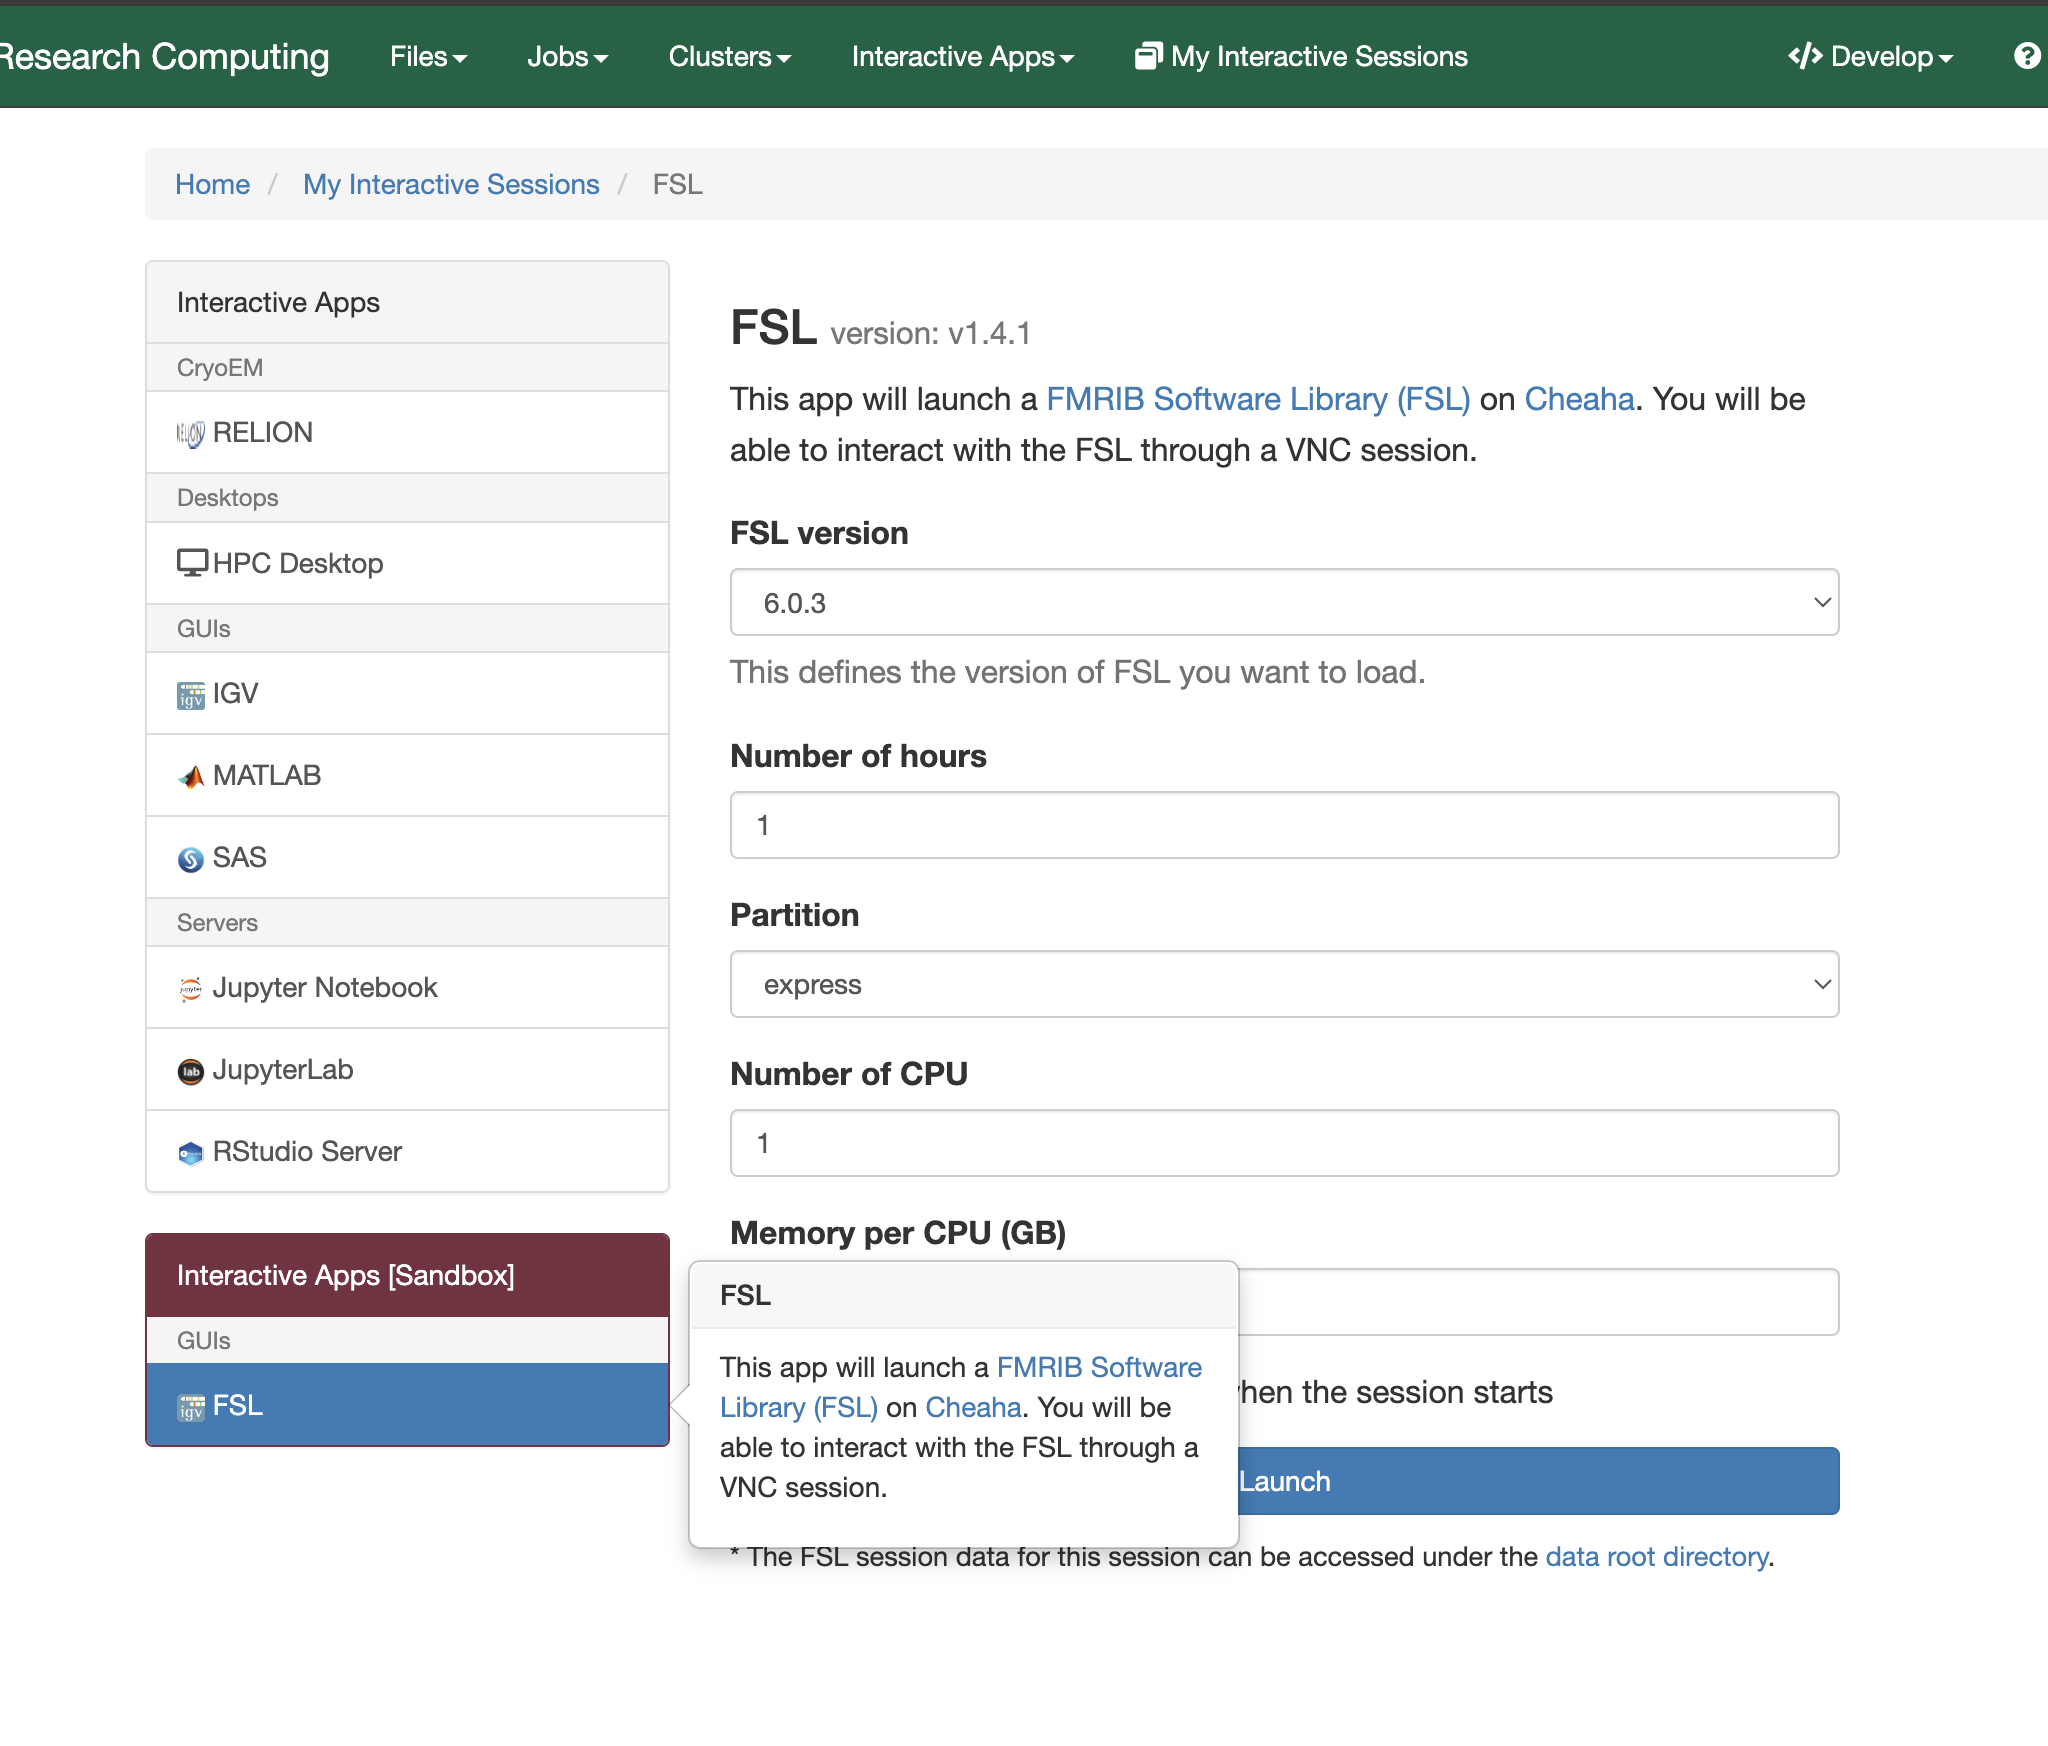 Research Computing Files Jobs Clusters Interactive Apps My Interactive Sessions </> Develop ?
Home / My Interactive Sessions / FSL
Interactive Apps
CryoEM
RELION RELION
Desktops
HPC Desktop
GUIs
igv IGV
MATLAB
S SAS
Servers
jupyter Jupyter Notebook
lab JupyterLab
RStudio Server
Interactive Apps [Sandbox]
GUIs
igv FSL
FSL version: v1.4.1
This app will launch a FMRIB Software Library (FSL) on Cheaha. You will be
able to interact with the FSL through a VNC session.
FSL version
6.0.3
This defines the version of FSL you want to load.
Number of hours
1
Partition
express
Number of CPU
1
Memory per CPU (GB)
FSL
This app will launch a FMRIB Software
Library (FSL) on Cheaha. You will be
able to interact with the FSL through a
VNC session.
the session starts
Launch
* The FSL session data for this session can be accessed under the data root directory.